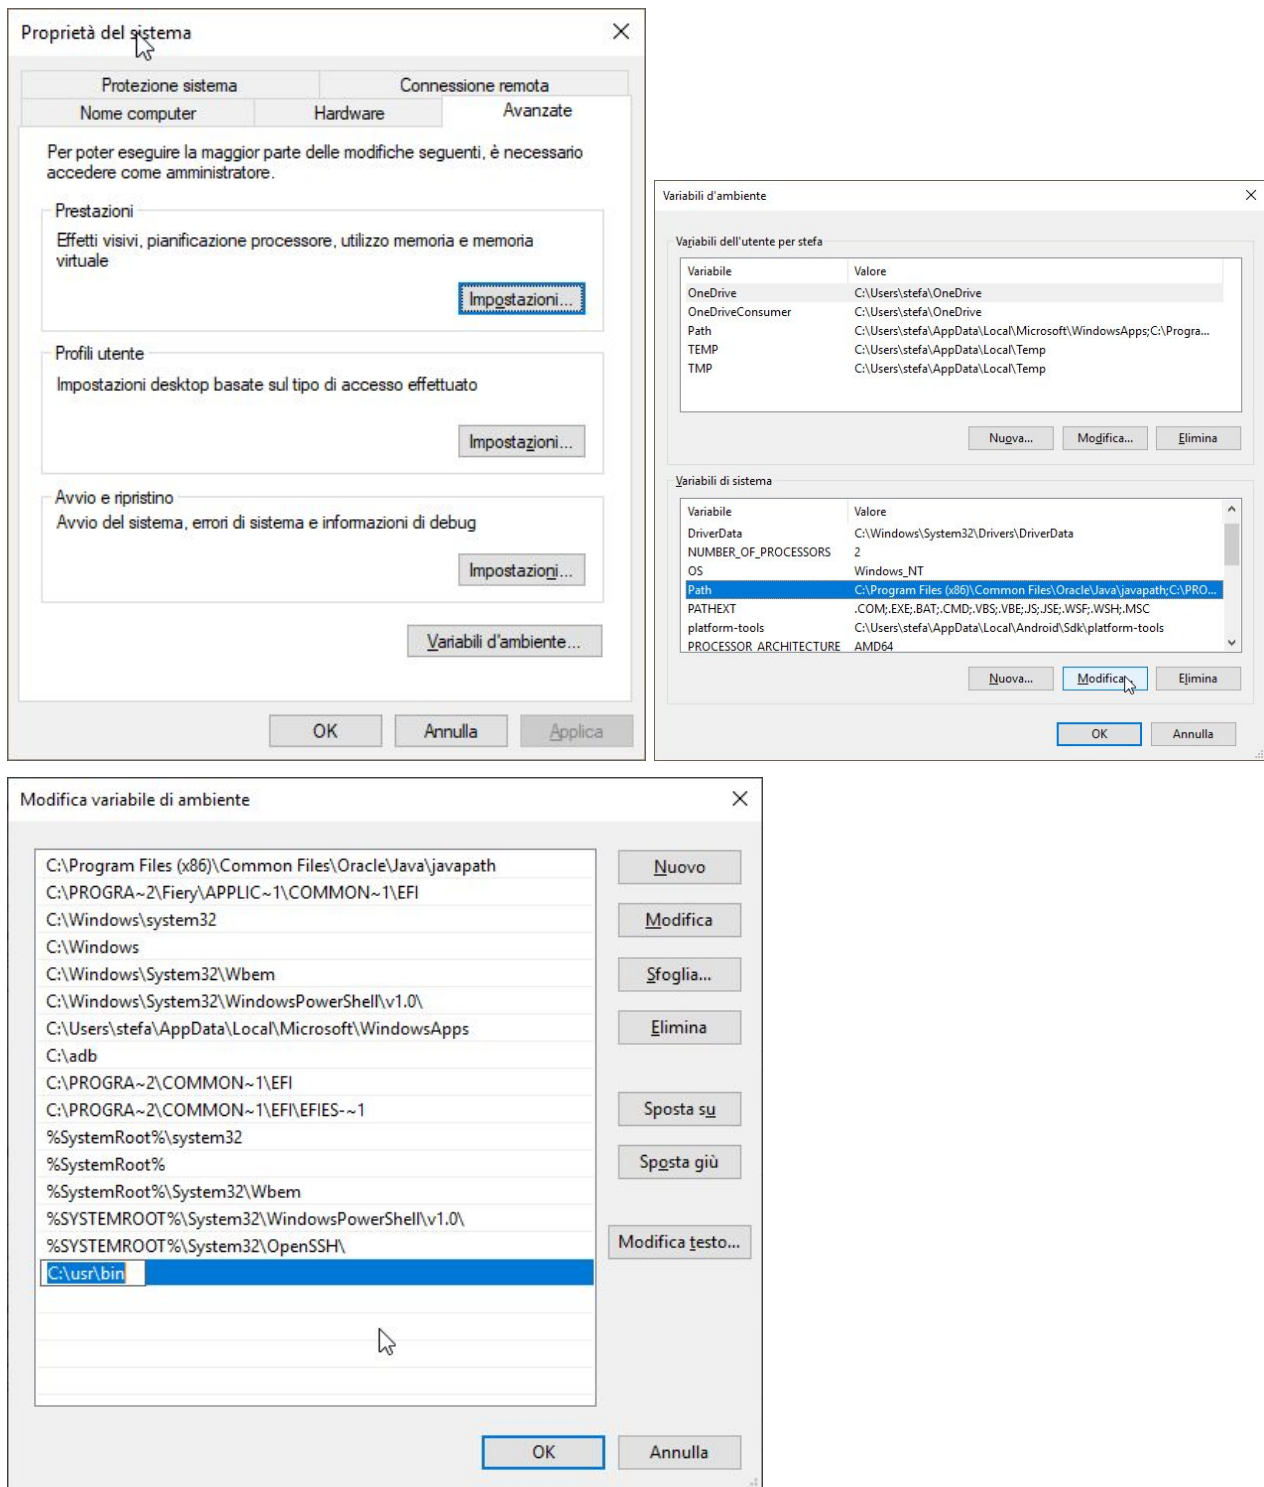 Proprietà del sistema
Protezione sistema Connessione remota
Nome computer Hardware Avanzate
Per poter eseguire la maggior parte delle modifiche seguenti, è necessario
accedere come amministratore.
Prestazioni
Effetti visivi, pianificazione processore, utilizzo memoria e memoria
virtuale
Impostazioni...
Profili utente
Impostazioni desktop basate sul tipo di accesso effettuato
Impostazioni...
Avvio e ripristino
Avvio del sistema, errori di sistema e informazioni di debug
Impostazioni...
Variabili d'ambiente...
OK Annulla Applica
Variabili d'ambiente
Variabili dell'utente per stefa
Variabile Valore
OneDrive C:\Users\stefa\OneDrive
OneDriveConsumer C:\Users\stefa\OneDrive
Path C:\Users\stefa\AppData\Local\Microsoft\WindowsApps;C:\Progra...
TEMP C:\Users\stefa\AppData\Local\Temp
TMP C:\Users\stefa\AppData\Local\Temp
Nuova... Modifica... Elimina
Variabili di sistema
Variabile Valore
DriverData C:\Windows\System32\Drivers\DriverData
NUMBER_OF_PROCESSORS 2
OS Windows_NT
Path C:\Program Files (x86)\Common Files\Oracle\Java\javapath;C:\PRO...
PATHEXT .COM;.EXE;.BAT;.CMD;.VBS;.VBE;.JS;.JSE;.WSF;.WSH;.MSC
platform-tools C:\Users\stefa\AppData\Local\Android\Sdk\platform-tools
PROCESSOR_ARCHITECTURE AMD64
Nuova... Modifica... Elimina
OK Annulla
Modifica variabile di ambiente
C:\Program Files (x86)\Common Files\Oracle\Java\javapath
C:\PROGRA~2\Fiery\APPLIC~1\COMMON~1\EFI
C:\Windows\system32
C:\Windows
C:\Windows\System32\Wbem
C:\Windows\System32\WindowsPowerShell\v1.0\
C:\Users\stefa\AppData\Local\Microsoft\WindowsApps
C:\adb
C:\PROGRA~2\COMMON~1\EFI
C:\PROGRA~2\COMMON~1\EFI\EFIES-~1
%SystemRoot%\system32
%SystemRoot%
%SystemRoot%\System32\Wbem
%SYSTEMROOT%\System32\WindowsPowerShell\v1.0\
%SYSTEMROOT%\System32\OpenSSH\
C:\usr\bin
Nuovo
Modifica
Sfoglia...
Elimina
Sposta su
Sposta giù
Modifica testo...
OK Annulla